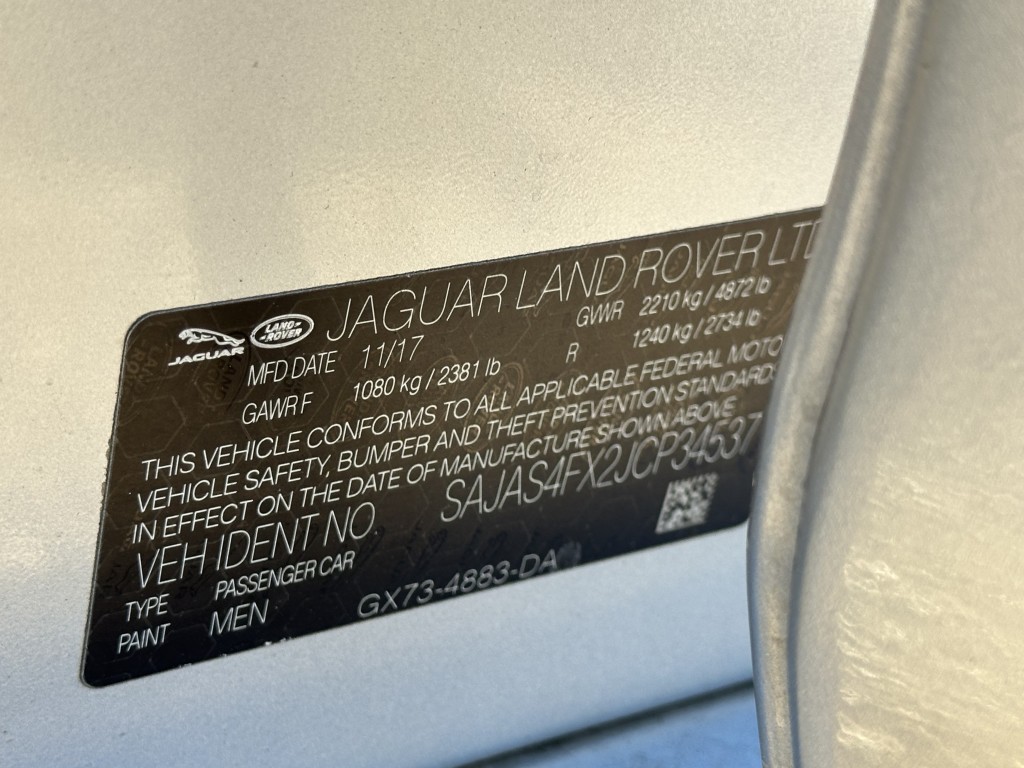 JAGUAR LAND ROVER JAGUAR LAND ROVER LTD
MFD DATE 11/17 GWWR 2210 kg / 4872 lb
GAWR F 1080 kg / 2381 lb R 1240 kg / 2734 lb
THIS VEHICLE CONFORMS TO ALL APPLICABLE FEDERAL MOTO
VEHICLE SAFETY, BUMPER AND THEFT PREVENTION STANDARDS
IN EFFECT ON THE DATE OF MANUFACTURE SHOWN ABOVE
VEH IDENT NO. SAJAS4FX2JCP34537
TYPE PASSENGER CAR
PAINT MEN GX73-4883-DA